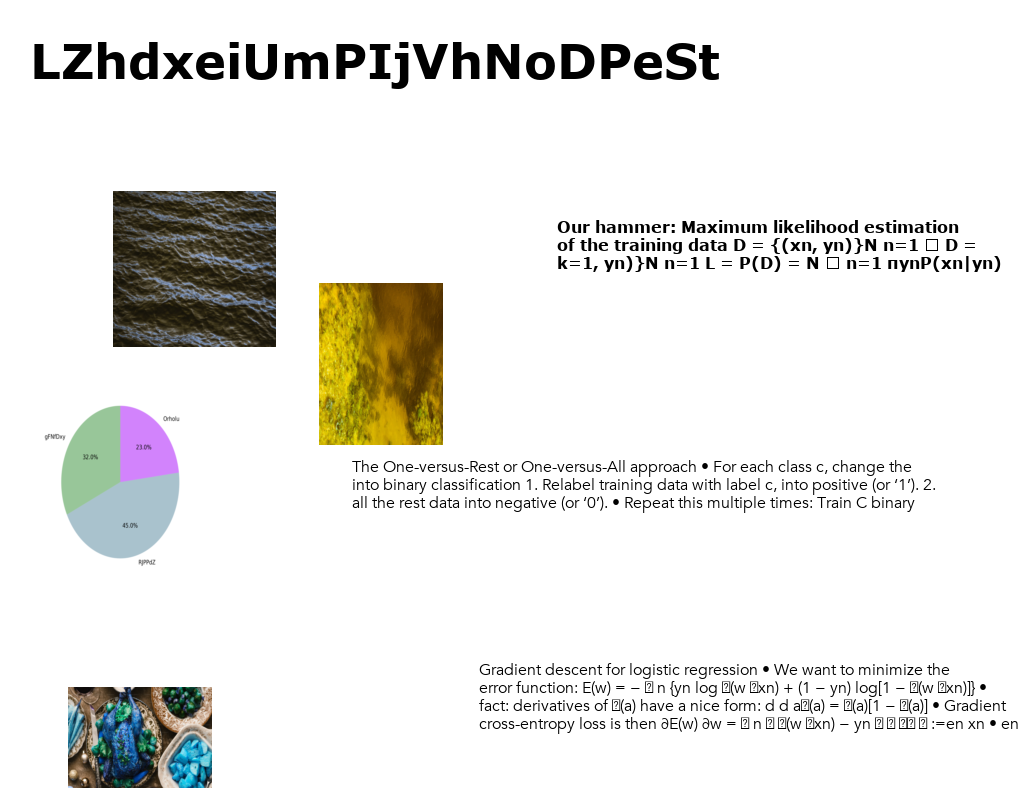 LZhdxeiUmPIjVhNoDPeSt
Our hammer: Maximum likelihood estimation
of the training data D = {(xn, yn)}N n=1 □ D =
k=1, yn)}N n=1 L = P(D) = N □ n=1 πynP(xn|yn)
The One-versus-Rest or One-versus-All approach • For each class c, change the
into binary classification 1. Relabel training data with label c, into positive (or ‘1’). 2.
all the rest data into negative (or ‘0’). • Repeat this multiple times: Train C binary
gFNfDxy
Orholu
32.0%
23.0%
45.0%
RJPPdZ
Gradient descent for logistic regression • We want to minimize the
error function: E(w) = − ⍰ n {yn log ⍰(w ⍰xn) + (1 − yn) log[1 − ⍰(w ⍰xn)]} •
fact: derivatives of ⍰(a) have a nice form: d d a⍰(a) = ⍰(a)[1 − ⍰(a)] • Gradient
cross-entropy loss is then ∂E(w) ∂w = ⍰ n ⍰ ⍰(w ⍰xn) − yn ⍰ ⍰ ⍰⍰ ⍰ :=en xn • en